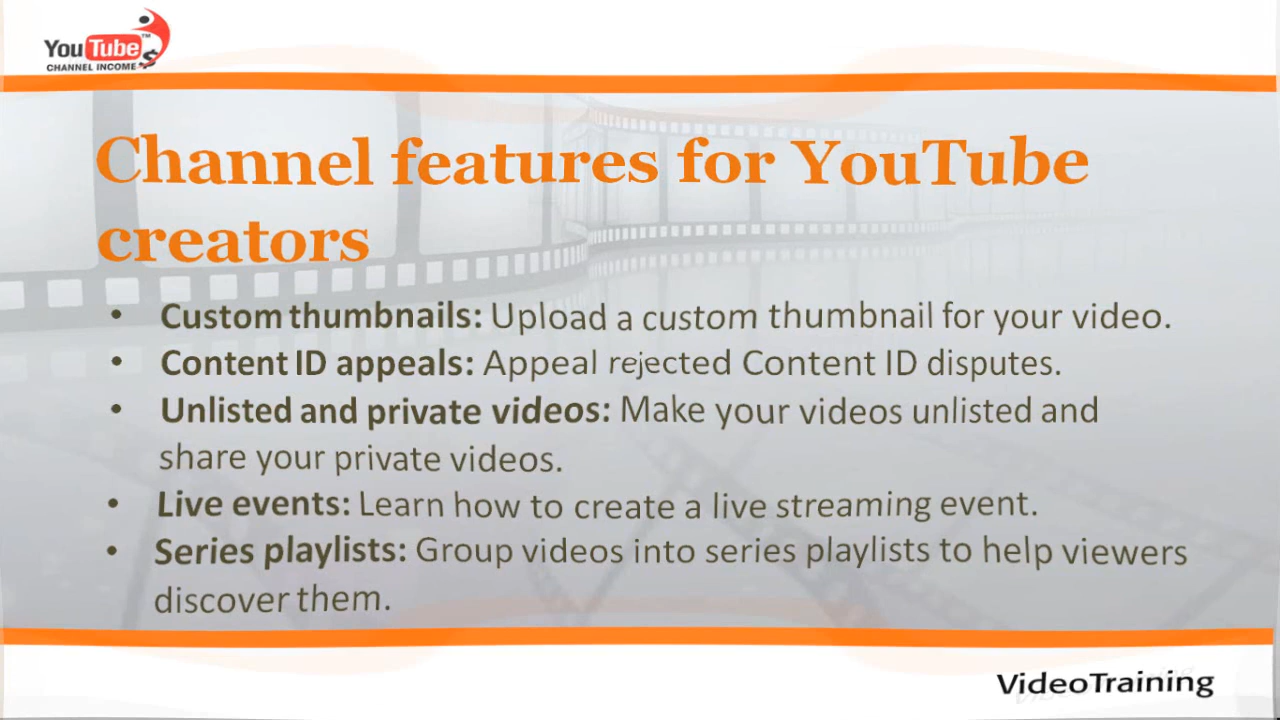 YouTube™
CHANNEL INCOME
Channel features for YouTube
creators
• Custom thumbnails: Upload a custom thumbnail for your video.
• Content ID appeals: Appeal rejected Content ID disputes.
• Unlisted and private videos: Make your videos unlisted and
share your private videos.
• Live events: Learn how to create a live streaming event.
• Series playlists: Group videos into series playlists to help viewers
discover them.
VideoTraining